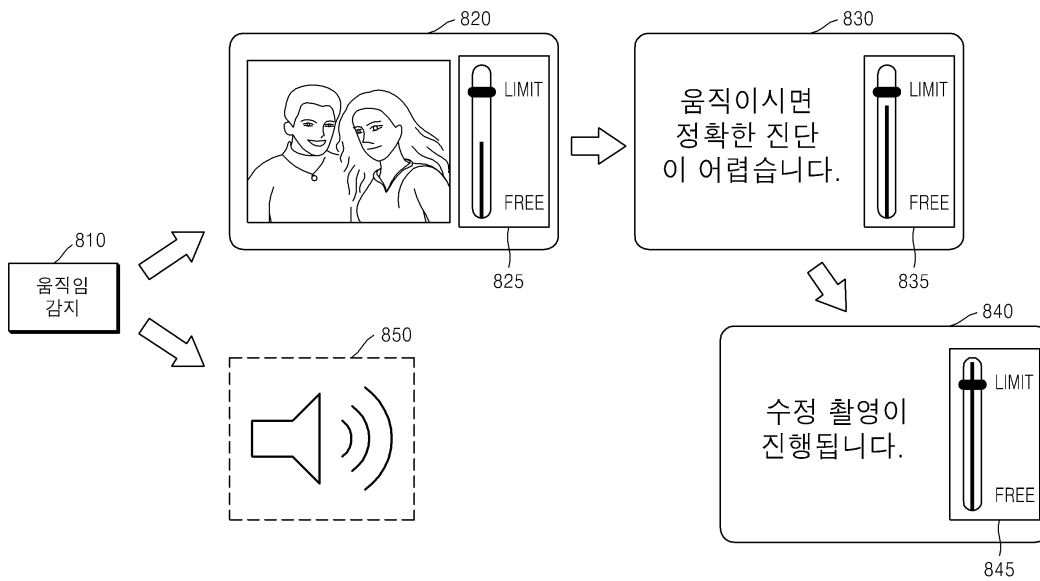 820
830
LIMIT
FREE
825
움직이시면
정확한 진단
이 어렵습니다.
LIMIT
FREE
835
810
움직임
감지
850
840
수정 촬영이
진행됩니다.
LIMIT
FREE
845